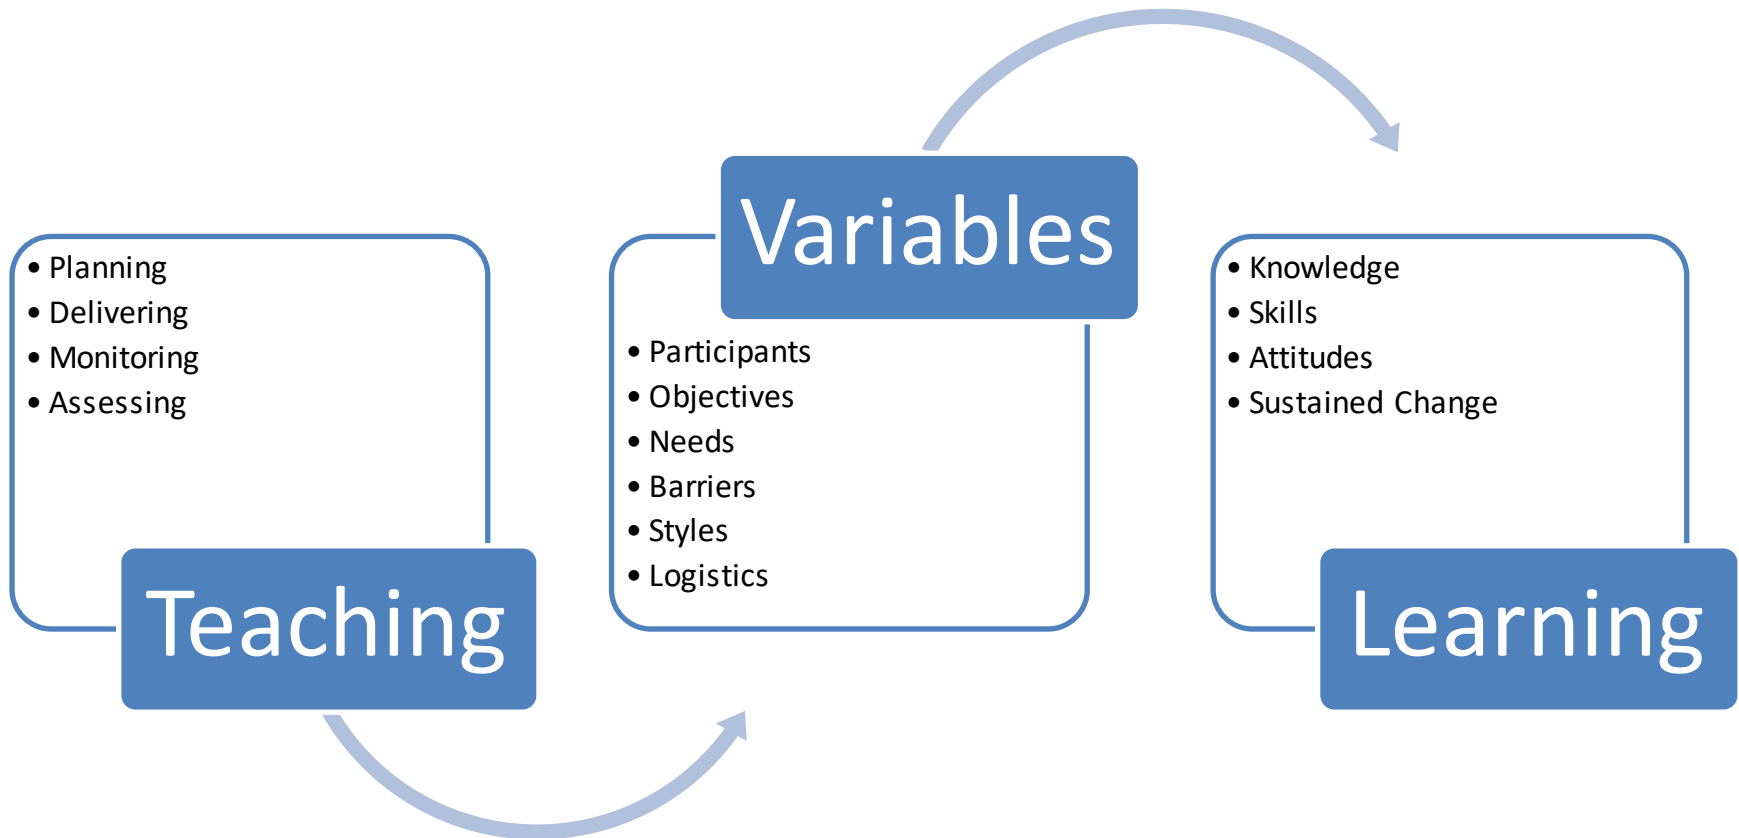 • Planning
• Delivering
• Monitoring
• Assessing
Teaching
Variables
• Participants
• Objectives
• Needs
• Barriers
• Styles
• Logistics
• Knowledge
• Skills
• Attitudes
• Sustained Change
Learning